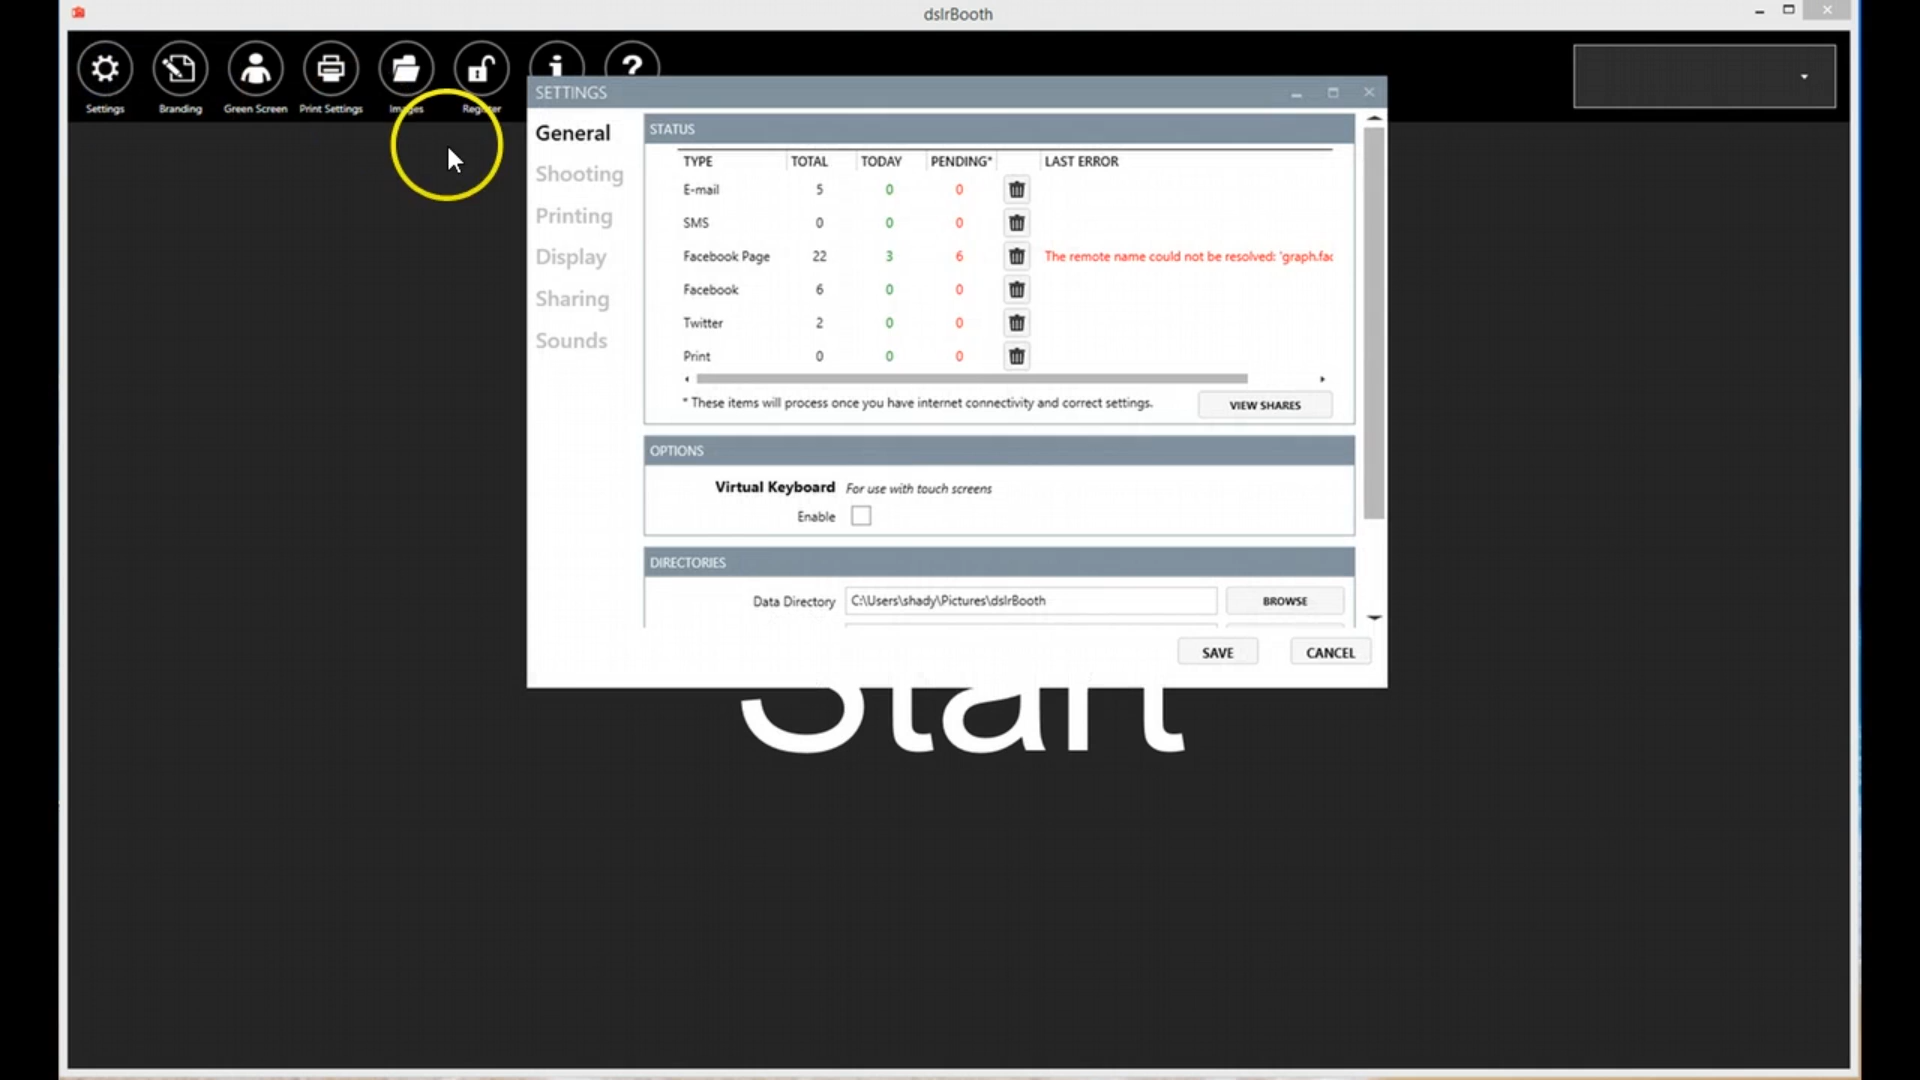 dslrBooth
Settings
Branding
Green Screen
Print Settings
Images
Register
?
SETTINGS
General
Shooting
Printing
Display
Sharing
Sounds
STATUS
TYPE TOTAL TODAY PENDING* LAST ERROR
E-mail 5 0 0
SMS 0 0 0
Facebook Page 22 3 6 The remote name could not be resolved: 'graph.fac
Facebook 6 0 0
Twitter 2 0 0
Print 0 0 0
* These items will process once you have internet connectivity and correct settings.
VIEW SHARES
OPTIONS
Virtual Keyboard For use with touch screens
Enable
DIRECTORIES
Data Directory C:\Users\shady\Pictures\dslrBooth BROWSE
SAVE CANCEL
Start